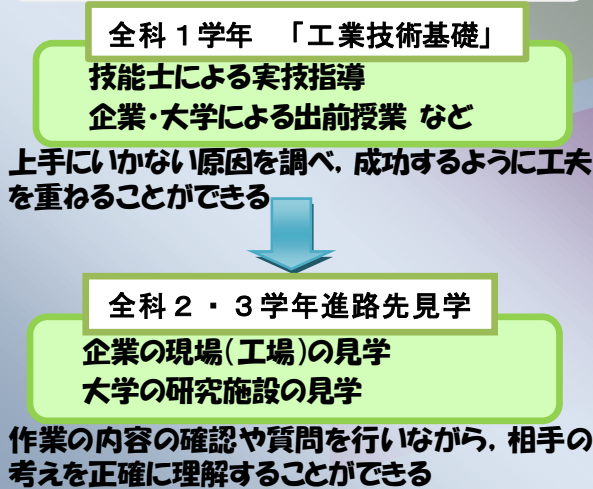 全科１学年　「工業技術基礎」
技能士による実技指導
企業・大学による出前授業 など
上手にいかない原因を調べ，成功するように工夫
を重ねることができる
全科２・３学年進路先見学
企業の現場（工場）の見学
大学の研究施設の見学
作業の内容の確認や質問を行いながら，相手の
考えを正確に理解することができる